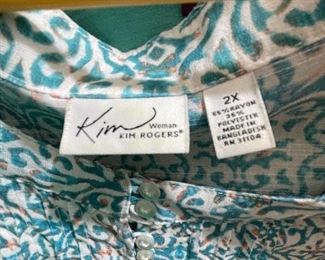 Kim Woman
KIM ROGERS®
2X
65% RAYON
35%
POLYESTER
MADE IN
BANGLADESH
RN 31104